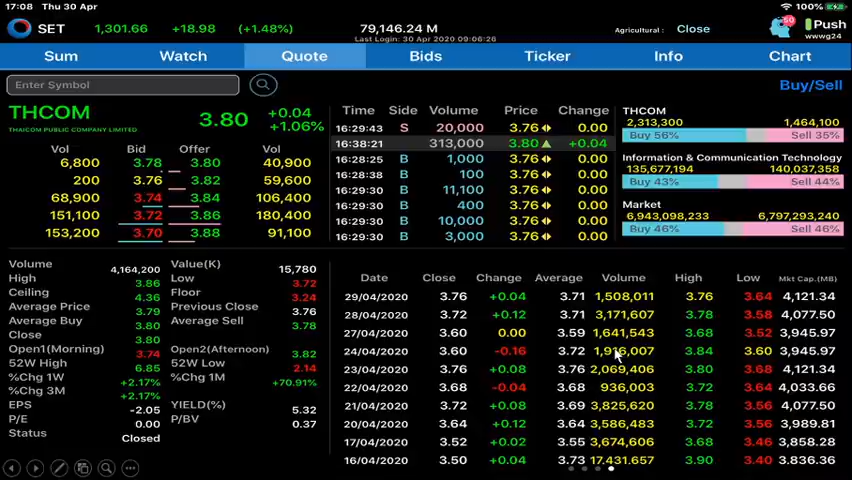 17:08 Thu 30 Apr 100%
SET 1,301.66 +18.98 (+1.48%) 79,146.24 M Agricultural : Close 50 Push
Last Login: 30 Apr 2020 09:06:26 wwwg24
Sum Watch Quote Bids Ticker Info Chart
Enter Symbol Buy/Sell
THCOM 3.80 +0.04
THAICOM PUBLIC COMPANY LIMITED +1.06%
Vol Bid Offer Vol
6,800 3.78 3.80 40,900
200 3.76 3.82 59,600
68,900 3.74 3.84 106,400
151,100 3.72 3.86 180,400
153,200 3.70 3.88 91,100
Time Side Volume Price Change
16:29:43 S 20,000 3.76 0.00
16:38:21 313,000 3.80 +0.04
16:28:25 B 1,000 3.76 0.00
16:28:38 B 100 3.76 0.00
16:29:30 B 11,100 3.76 0.00
16:29:30 B 400 3.76 0.00
16:29:30 B 10,000 3.76 0.00
16:29:30 B 3,000 3.76 0.00
THCOM
2,313,300 1,464,100
Buy 56% Sell 35%
Information & Communication Technology
135,677,194 140,037,358
Buy 43% Sell 44%
Market
6,943,098,233 6,797,293,240
Buy 46% Sell 46%
Volume 4,164,200 Value(K) 15,780
High 3.86 Low 3.72
Ceiling 4.36 Floor 3.24
Average Price 3.79 Previous Close 3.76
Average Buy 3.80 Average Sell 3.78
Close 3.80
Open1(Morning) 3.74 Open2(Afternoon) 3.82
52W High 6.85 52W Low 2.14
%Chg 1W +2.17% %Chg 1M +70.91%
%Chg 3M +2.17%
EPS -2.05 YIELD(%) 5.32
P/E 0.00 P/BV 0.37
Status Closed
Date Close Change Average Volume High Low Mkt Cap.(MB)
29/04/2020 3.76 +0.04 3.71 1,508,011 3.76 3.64 4,121.34
28/04/2020 3.72 +0.12 3.71 3,171,607 3.78 3.58 4,077.50
27/04/2020 3.60 0.00 3.59 1,641,543 3.68 3.52 3,945.97
24/04/2020 3.60 -0.16 3.72 1,916,007 3.84 3.60 3,945.97
23/04/2020 3.76 +0.08 3.76 2,069,406 3.80 3.68 4,121.34
22/04/2020 3.68 -0.04 3.68 936,003 3.72 3.64 4,033.66
21/04/2020 3.72 +0.08 3.69 3,825,620 3.78 3.56 4,077.50
20/04/2020 3.64 +0.12 3.64 3,586,483 3.72 3.56 3,989.81
17/04/2020 3.52 +0.02 3.55 3,674,606 3.68 3.46 3,858.28
16/04/2020 3.50 +0.04 3.73 17,431,657 3.90 3.40 3,836.36